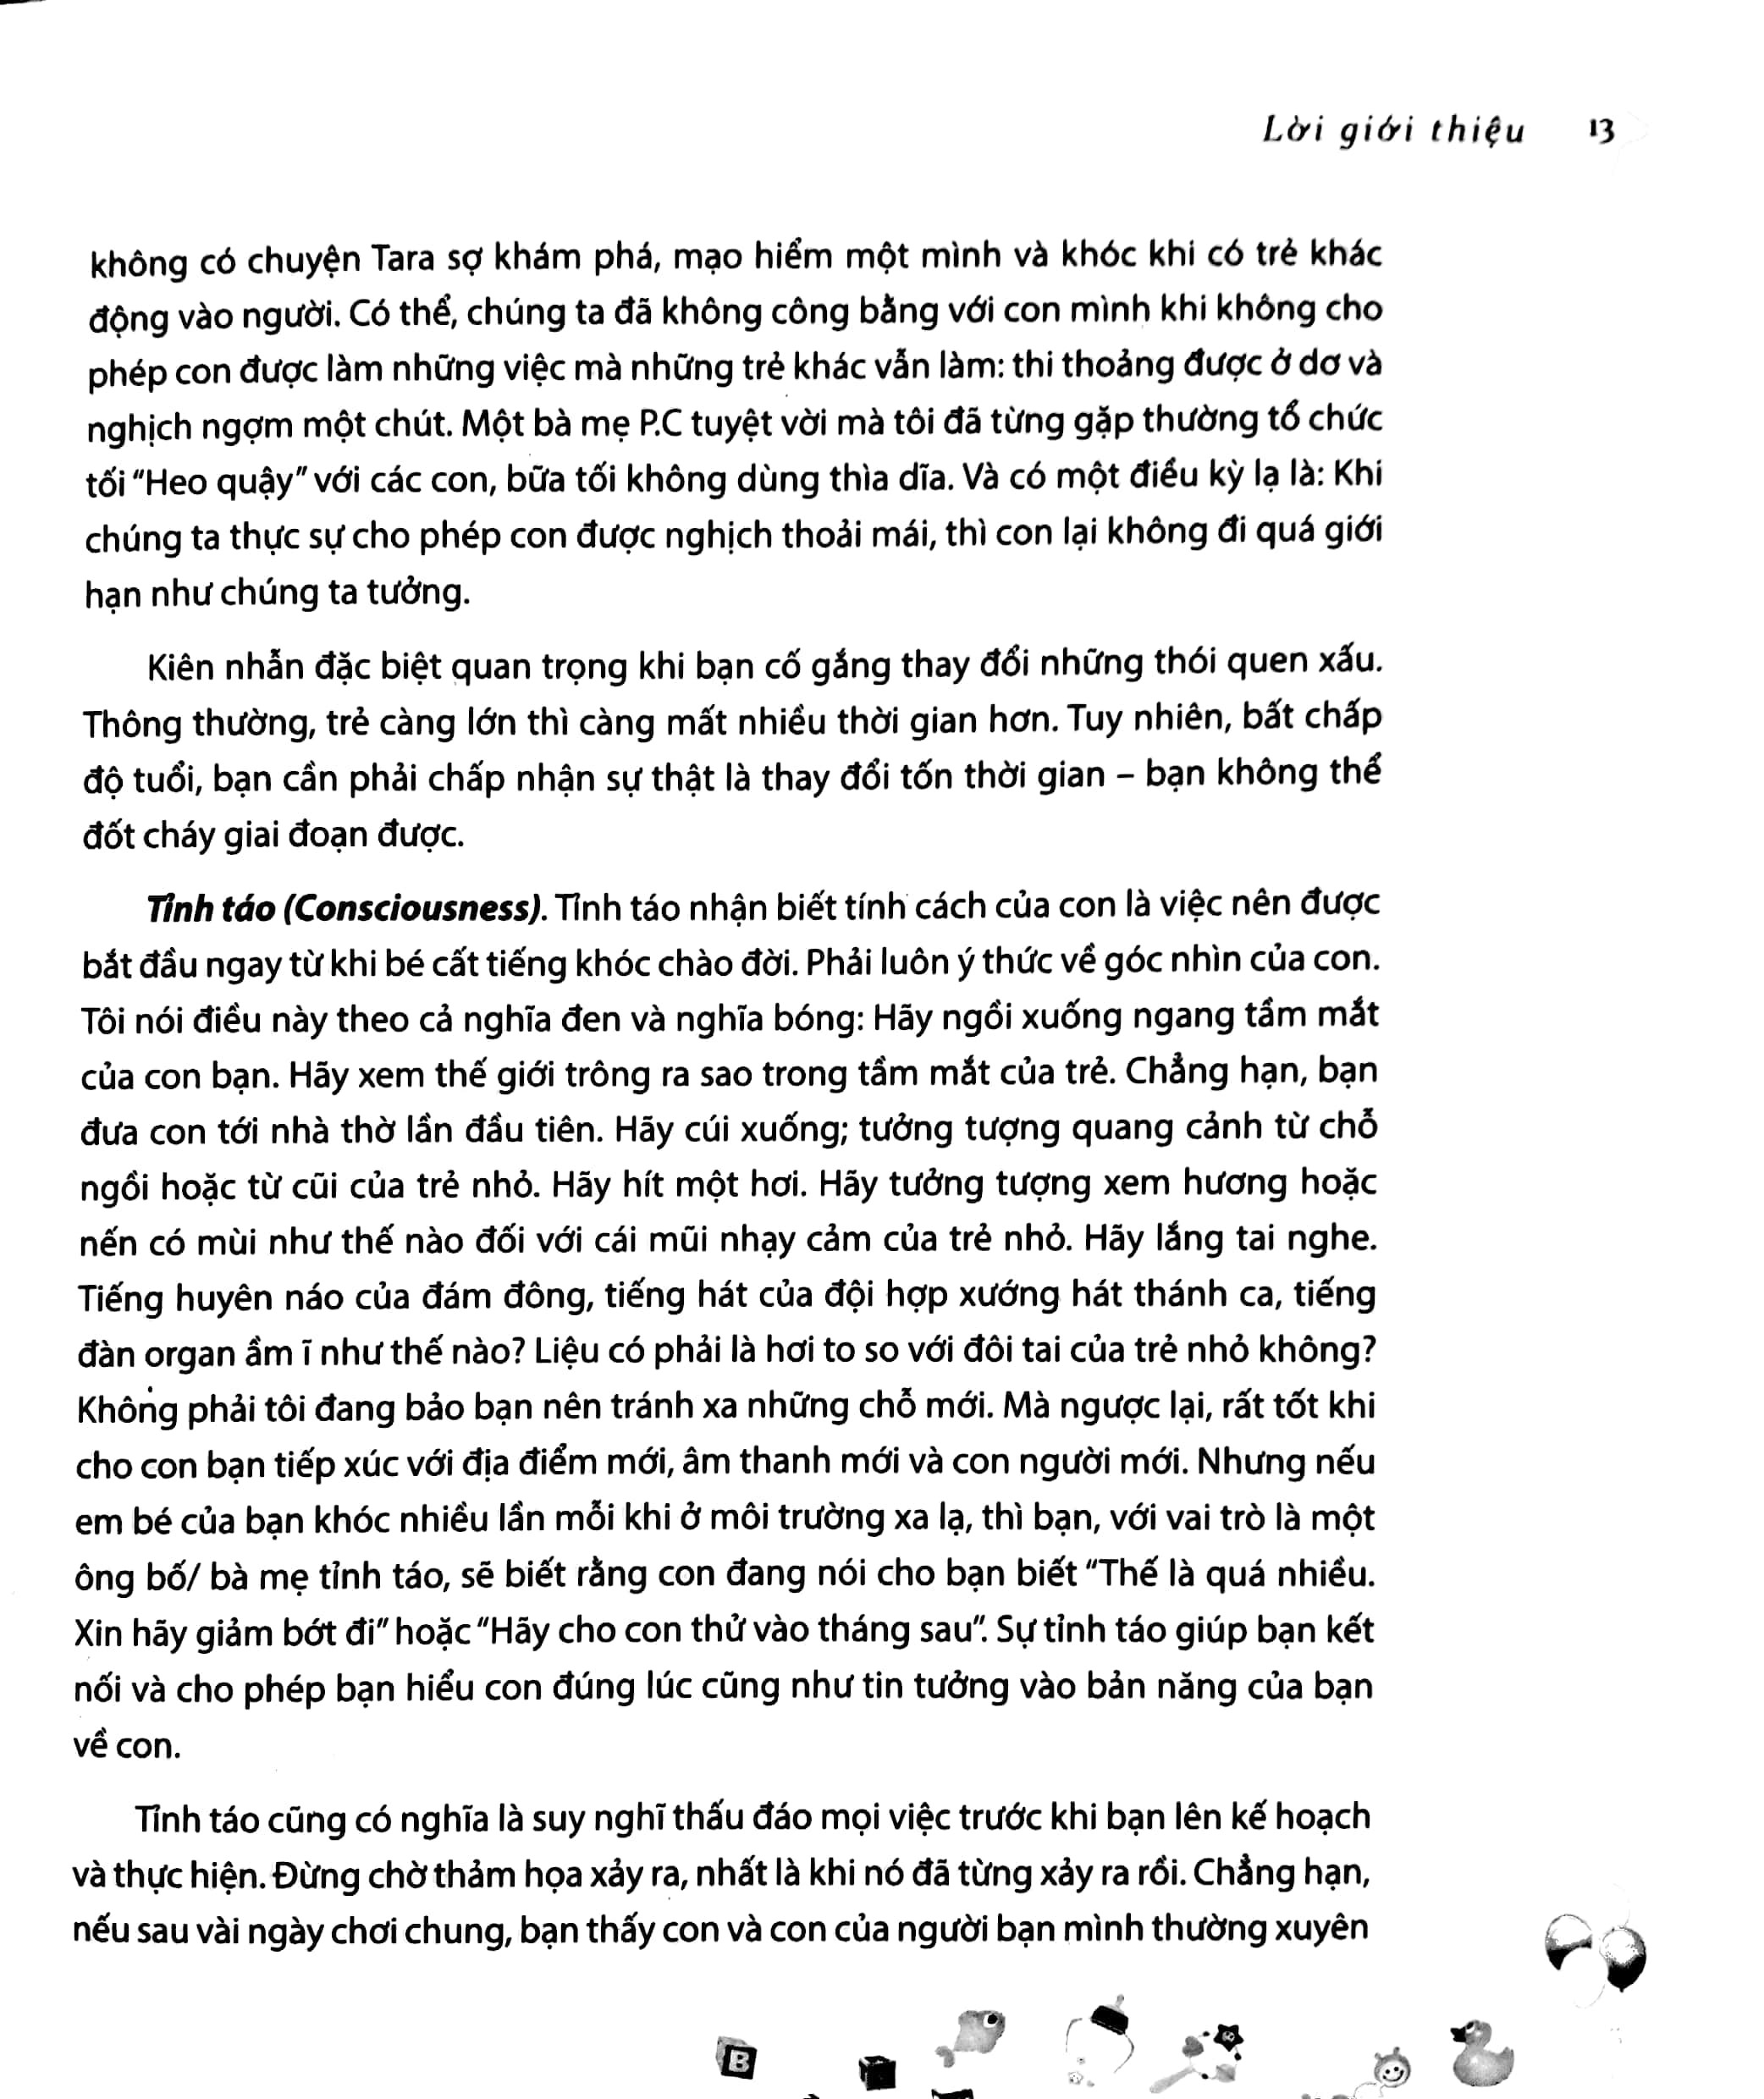 Lời giới thiệu 13
không có chuyện Tara sợ khám phá, mạo hiểm một mình và khóc khi có trẻ khác
động vào người. Có thể, chúng ta đã không công bằng với con mình khi không cho
phép con được làm những việc mà những trẻ khác vẫn làm: thi thoảng được ở dơ và
nghịch ngợm một chút. Một bà mẹ P.C tuyệt vời mà tôi đã từng gặp thường tổ chức
tối "Heo quậy" với các con, bữa tối không dùng thìa dĩa. Và có một điều kỳ lạ là: Khi
chúng ta thực sự cho phép con được nghịch thoải mái, thì con lại không đi quá giới
hạn như chúng ta tưởng.
Kiên nhẫn đặc biệt quan trọng khi bạn cố gắng thay đổi những thói quen xấu.
Thông thường, trẻ càng lớn thì càng mất nhiều thời gian hơn. Tuy nhiên, bất chấp
độ tuổi, bạn cần phải chấp nhận sự thật là thay đổi tốn thời gian – bạn không thể
đốt cháy giai đoạn được.
Tỉnh táo (Consciousness). Tỉnh táo nhận biết tính cách của con là việc nên được
bắt đầu ngay từ khi bé cất tiếng khóc chào đời. Phải luôn ý thức về góc nhìn của con.
Tôi nói điều này theo cả nghĩa đen và nghĩa bóng: Hãy ngồi xuống ngang tầm mắt
của con bạn. Hãy xem thế giới trông ra sao trong tầm mắt của trẻ. Chẳng hạn, bạn
đưa con tới nhà thờ lần đầu tiên. Hãy cúi xuống; tưởng tượng quang cảnh từ chỗ
ngồi hoặc từ cũi của trẻ nhỏ. Hãy hít một hơi. Hãy tưởng tượng xem hương hoặc
nến có mùi như thế nào đối với cái mũi nhạy cảm của trẻ nhỏ. Hãy lắng tai nghe.
Tiếng huyên náo của đám đông, tiếng hát của đội hợp xướng hát thánh ca, tiếng
đàn organ ầm ĩ như thế nào? Liệu có phải là hơi to so với đôi tai của trẻ nhỏ không?
Không phải tôi đang bảo bạn nên tránh xa những chỗ mới. Mà ngược lại, rất tốt khi
cho con bạn tiếp xúc với địa điểm mới, âm thanh mới và con người mới. Nhưng nếu
em bé của bạn khóc nhiều lần mỗi khi ở môi trường xa lạ, thì bạn, với vai trò là một
ông bố/ bà mẹ tỉnh táo, sẽ biết rằng con đang nói cho bạn biết "Thế là quá nhiều.
Xin hãy giảm bớt đi" hoặc "Hãy cho con thử vào tháng sau". Sự tỉnh táo giúp bạn kết
nối và cho phép bạn hiểu con đúng lúc cũng như tin tưởng vào bản năng của bạn
về con.
Tỉnh táo cũng có nghĩa là suy nghĩ thấu đáo mọi việc trước khi bạn lên kế hoạch
và thực hiện. Đừng chờ thảm họa xảy ra, nhất là khi nó đã từng xảy ra rồi. Chẳng hạn,
nếu sau vài ngày chơi chung, bạn thấy con và con của người bạn mình thường xuyên
B